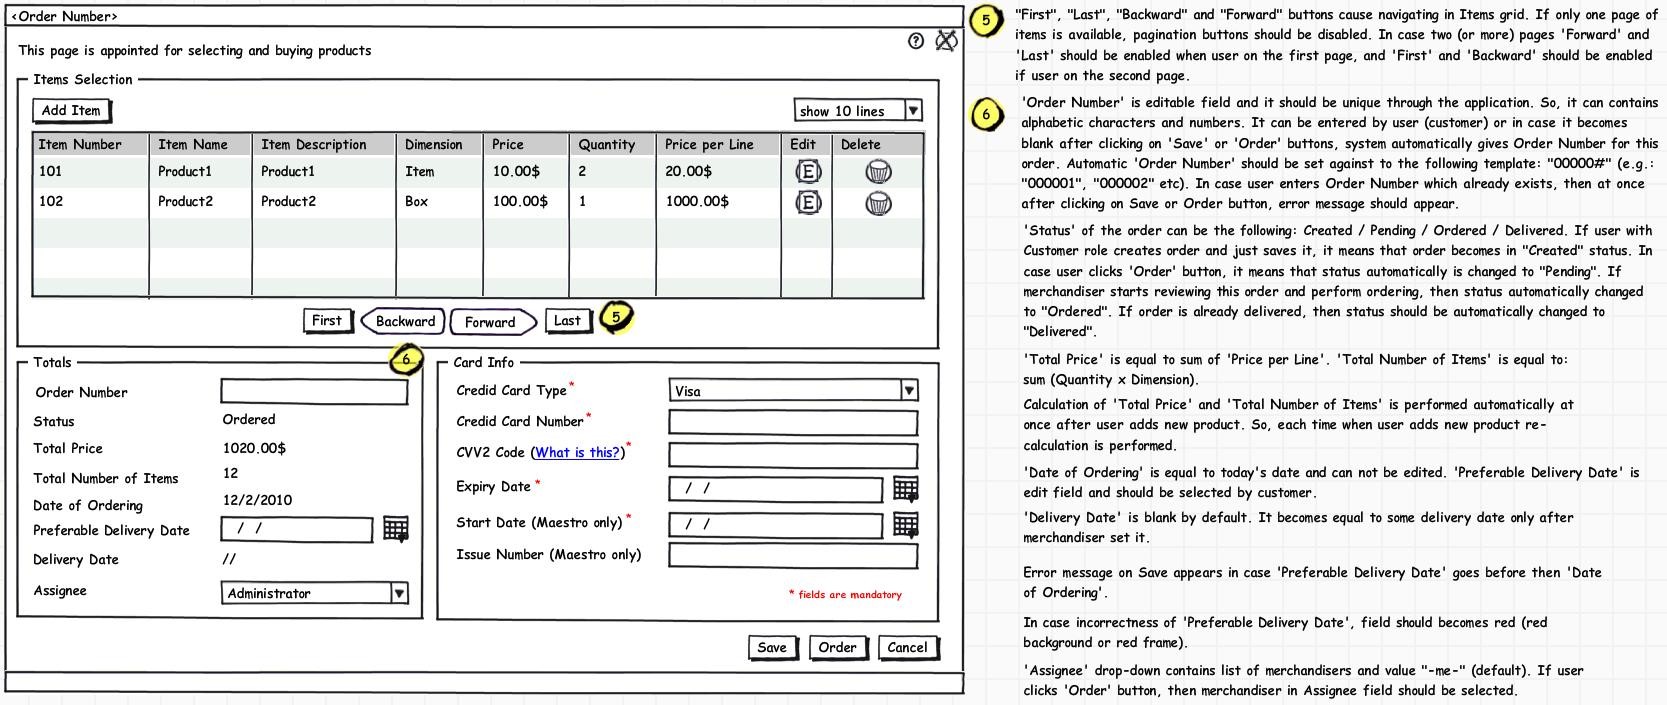 <Order Number>
This page is appointed for selecting and buying products
?
Items Selection
Add Item
show 10 lines
Item Number Item Name Item Description Dimension Price Quantity Price per Line Edit Delete
101 Product1 Product1 Item 10.00$ 2 20.00$ E
102 Product2 Product2 Box 100.00$ 1 1000.00$ E
First Backward Forward Last 5
Totals 6
Order Number
Status Ordered
Total Price 1020.00$
Total Number of Items 12
Date of Ordering 12/2/2010
Preferable Delivery Date / /
Delivery Date //
Assignee Administrator
Card Info
Credid Card Type* Visa
Credid Card Number*
CVV2 Code (What is this?)*
Expiry Date * / /
Start Date (Maestro only)* / /
Issue Number (Maestro only)
* fields are mandatory
Save Order Cancel
5
"First", "Last", "Backward" and "Forward" buttons cause navigating in Items grid. If only one page of
items is available, pagination buttons should be disabled. In case two (or more) pages 'Forward' and
'Last' should be enabled when user on the first page, and 'First' and 'Backward' should be enabled
if user on the second page.
6
'Order Number' is editable field and it should be unique through the application. So, it can contains
alphabetic characters and numbers. It can be entered by user (customer) or in case it becomes
blank after clicking on 'Save' or 'Order' buttons, system automatically gives Order Number for this
order. Automatic 'Order Number' should be set against to the following template: "00000#" (e.g.:
"000001", "000002" etc). In case user enters Order Number which already exists, then at once
after clicking on Save or Order button, error message should appear.
'Status' of the order can be the following: Created / Pending / Ordered / Delivered. If user with
Customer role creates order and just saves it, it means that order becomes in "Created" status. In
case user clicks 'Order' button, it means that status automatically is changed to "Pending". If
merchandiser starts reviewing this order and perform ordering, then status automatically changed
to "Ordered". If order is already delivered, then status should be automatically changed to
"Delivered".
'Total Price' is equal to sum of 'Price per Line'. 'Total Number of Items' is equal to:
sum (Quantity x Dimension).
Calculation of 'Total Price' and 'Total Number of Items' is performed automatically at
once after user adds new product. So, each time when user adds new product re-
calculation is performed.
'Date of Ordering' is equal to today's date and can not be edited. 'Preferable Delivery Date' is
edit field and should be selected by customer.
'Delivery Date' is blank by default. It becomes equal to some delivery date only after
merchandiser set it.
Error message on Save appears in case 'Preferable Delivery Date' goes before then 'Date
of Ordering'.
In case incorrectness of 'Preferable Delivery Date', field should becomes red (red
background or red frame).
'Assignee' drop-down contains list of merchandisers and value "-me-" (default). If user
clicks 'Order' button, then merchandiser in Assignee field should be selected.